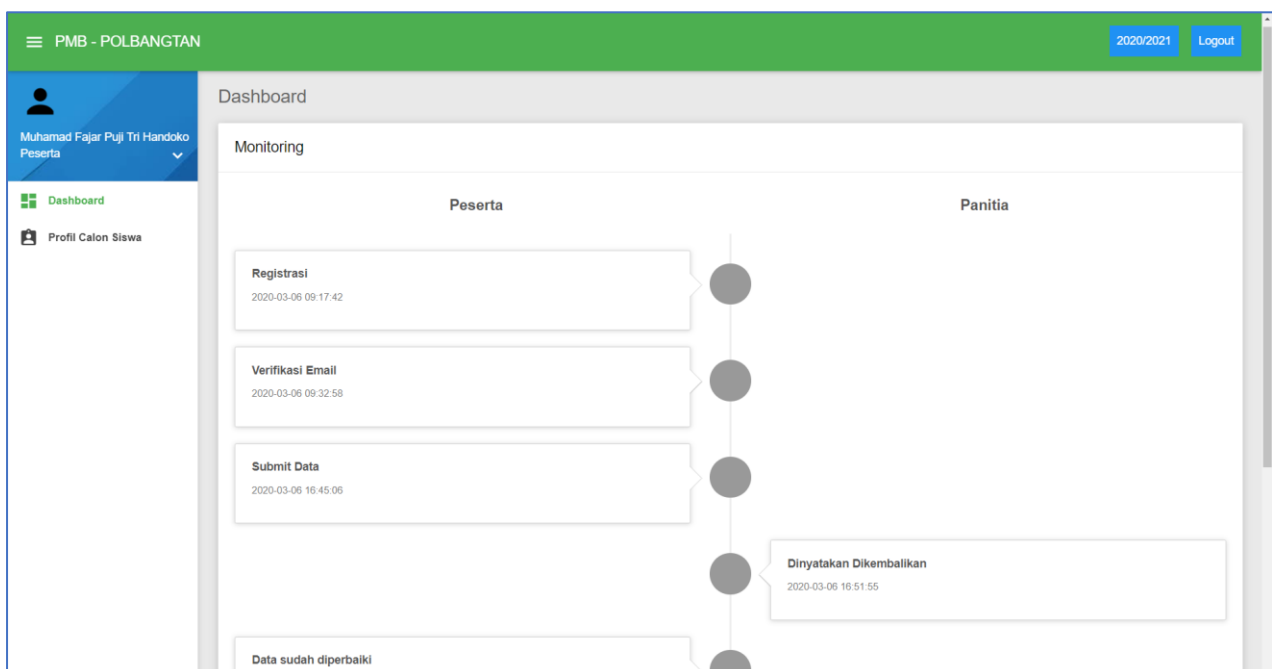 PMB - POLBANGTAN
2020/2021
Logout
Muhamad Fajar Puji Tri Handoko
Peserta
Dashboard
Profil Calon Siswa
Dashboard
Monitoring
Peserta
Panitia
Registrasi
2020-03-06 09:17:42
Verifikasi Email
2020-03-06 09:32:58
Submit Data
2020-03-06 16:45:06
Dinyatakan Dikembalikan
2020-03-06 16:51:55
Data sudah diperbaiki